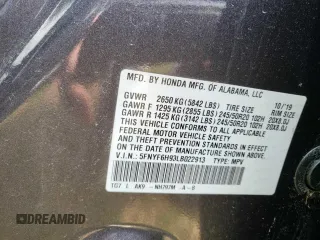 MFD. BY HONDA MFG. OF ALABAMA, LLC
10/19
GVWR 2650 KG (5842 LBS) TIRE SIZE RIM SIZE
GAWR F 1295 KG (2855 LBS) 245/50R20 102H 20X8.0J
GAWR R 1425 KG (3142 LBS) 245/50R20 102H 20X8.0J
THIS VEHICLE CONFORMS TO ALL APPLICABLE
FEDERAL MOTOR VEHICLE SAFETY STANDARDS IN
EFFECT ON THE DATE OF MANUFACTURE SHOWN ABOVE.
V.I.N.: 5FNYF6H93LB022913 TYPE: MPV
NH797M A-0
DREAMBID